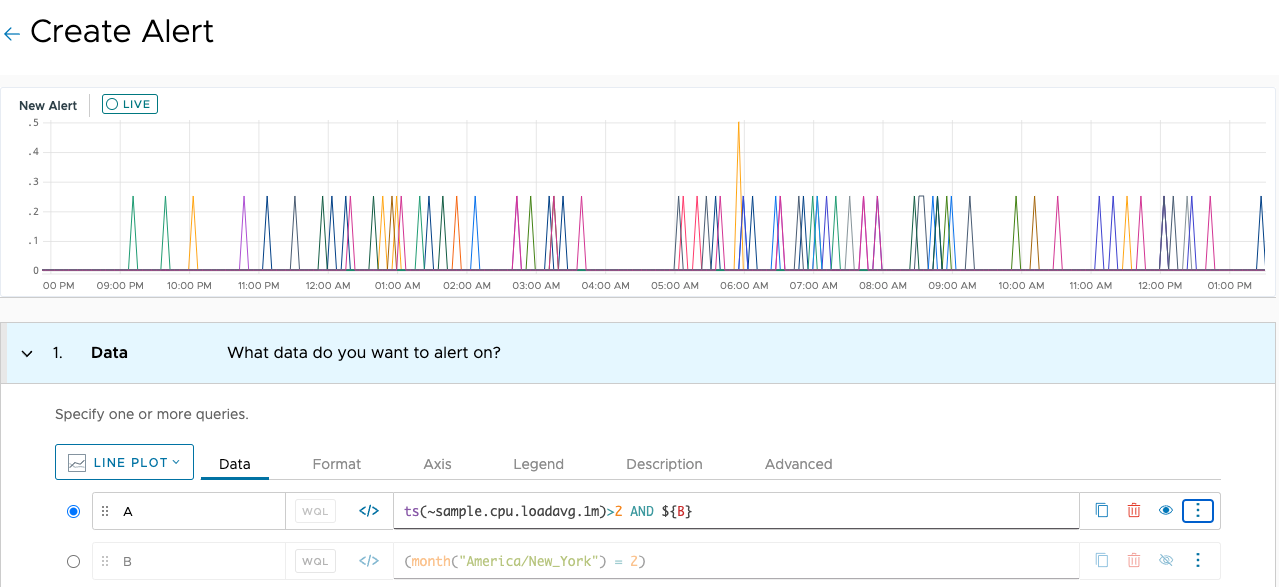 Create Alert
New Alert
LIVE
.5
.4
.3
.2
.1
0
00 PM 09:00 PM 10:00 PM 11:00 PM 12:00 AM 01:00 AM 02:00 AM 03:00 AM 04:00 AM 05:00 AM 06:00 AM 07:00 AM 08:00 AM 09:00 AM 10:00 AM 11:00 AM 12:00 PM 01:00 PM
1. Data What data do you want to alert on?
Specify one or more queries.
LINE PLOT Data Format Axis Legend Description Advanced
A WQL </> ts(~sample.cpu.loadavg.1m)>2 AND ${B}
B WQL </> (month("America/New_York") = 2)